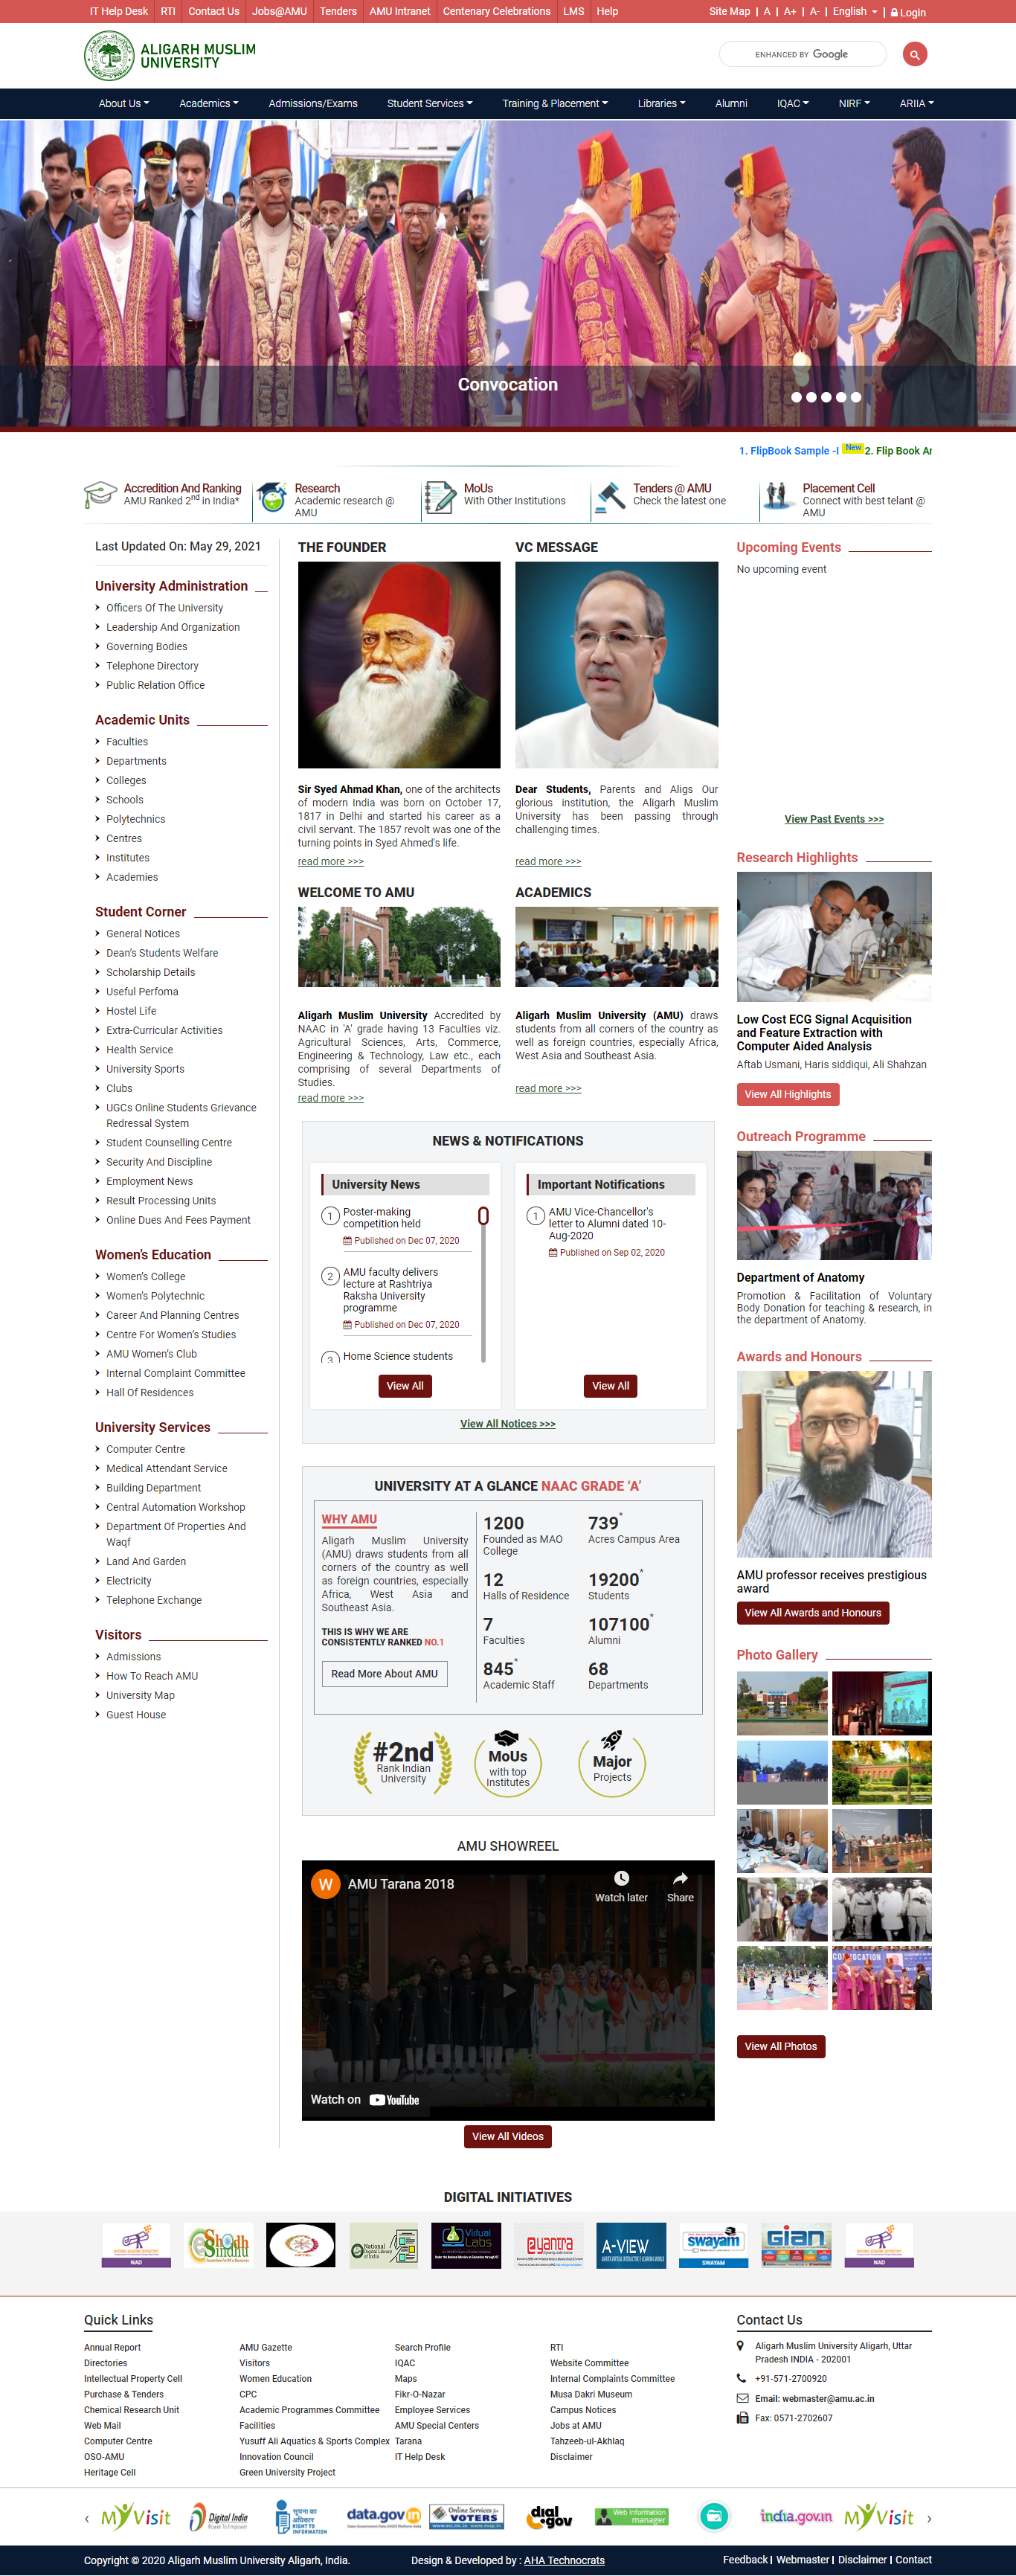 IT Help Desk RTI Contact Us Jobs@AMU Tenders AMU Intranet Centenary Celebrations LMS Help
Site Map | A | A+ | A- | English | Login
ALIGARH MUSLIM
UNIVERSITY
ENHANCED BY Google
About Us Academics Admissions/Exams Student Services Training & Placement Libraries Alumni IQAC NIRF ARIIA
Convocation
1. FlipBook Sample -I New 2. Flip Book Ar
Accreditation And Ranking
AMU Ranked 2nd in India*
Research
Academic research @
AMU
MoUs
With Other Institutions
Tenders @ AMU
Check the latest one
Placement Cell
Connect with best telant @
AMU
Last Updated On: May 29, 2021
University Administration
Officers Of The University
Leadership And Organization
Governing Bodies
Telephone Directory
Public Relation Office
Academic Units
Faculties
Departments
Colleges
Schools
Polytechnics
Centres
Institutes
Academies
Student Corner
General Notices
Dean's Students Welfare
Scholarship Details
Useful Perfoma
Hostel Life
Extra-Curricular Activities
Health Service
University Sports
Clubs
UGCs Online Students Grievance
Redressal System
Student Counselling Centre
Security And Discipline
Employment News
Result Processing Units
Online Dues And Fees Payment
Women's Education
Women's College
Women's Polytechnic
Career And Planning Centres
Centre For Women's Studies
AMU Women's Club
Internal Complaint Committee
Hall Of Residences
University Services
Computer Centre
Medical Attendant Service
Building Department
Central Automation Workshop
Department Of Properties And
Waqf
Land And Garden
Electricity
Telephone Exchange
Visitors
Admissions
How To Reach AMU
University Map
Guest House
THE FOUNDER
Sir Syed Ahmad Khan, one of the architects
of modern India was born on October 17,
1817 in Delhi and started his career as a
civil servant. The 1857 revolt was one of the
turning points in Syed Ahmed's life.
read more >>>
VC MESSAGE
Dear Students, Parents and Aligs Our
glorious institution, the Aligarh Muslim
University has been passing through
challenging times.
read more >>>
WELCOME TO AMU
Aligarh Muslim University Accredited by
NAAC in 'A' grade having 13 Faculties viz.
Agricultural Sciences, Arts, Commerce,
Engineering & Technology, Law etc., each
comprising of several Departments of
Studies.
read more >>>
ACADEMICS
Aligarh Muslim University (AMU) draws
students from all corners of the country as
well as foreign countries, especially Africa,
West Asia and Southeast Asia.
read more >>>
NEWS & NOTIFICATIONS
University News
1 Poster-making
competition held
Published on Dec 07, 2020
2 AMU faculty delivers
lecture at Rashtriya
Raksha University
programme
Published on Dec 07, 2020
3 Home Science students
View All
Important Notifications
1 AMU Vice-Chancellor's
letter to Alumni dated 10-
Aug-2020
Published on Sep 02, 2020
View All
View All Notices >>>
UNIVERSITY AT A GLANCE NAAC GRADE 'A'
WHY AMU
Aligarh Muslim University
(AMU) draws students from all
corners of the country as well
as foreign countries, especially
Africa, West Asia and
Southeast Asia.
THIS IS WHY WE ARE
CONSISTENTLY RANKED NO.1
Read More About AMU
1200
Founded as MAO
College
739*
Acres Campus Area
12
Halls of Residence
19200*
Students
7
Faculties
107100*
Alumni
845*
Academic Staff
68
Departments
#2nd
Rank Indian
University
MoUs
with top
Institutes
Major
Projects
AMU SHOWREEL
W AMU Tarana 2018
Watch later Share
Watch on YouTube
View All Videos
Upcoming Events
No upcoming event
View Past Events >>>
Research Highlights
Low Cost ECG Signal Acquisition
and Feature Extraction with
Computer Aided Analysis
Aftab Usmani, Haris siddiqui, Ali Shahzan
View All Highlights
Outreach Programme
Department of Anatomy
Promotion & Facilitation of Voluntary
Body Donation for teaching & research, in
the department of Anatomy.
Awards and Honours
AMU professor receives prestigious
award
View All Awards and Honours
Photo Gallery
View All Photos
DIGITAL INITIATIVES
NAD
Shodh
Sindhu
National
Digital Library
of India
Virtual
Labs
@yantra
A-VIEW
swayam
SWAYAM
Gian
NAD
Quick Links
Annual Report
Directories
Intellectual Property Cell
Purchase & Tenders
Chemical Research Unit
Web Mail
Computer Centre
OSO-AMU
Heritage Cell
AMU Gazette
Visitors
Women Education
CPC
Academic Programmes Committee
Facilities
Yusuff Ali Aquatics & Sports Complex
Innovation Council
Green University Project
Search Profile
IQAC
Maps
Fikr-O-Nazar
Employee Services
AMU Special Centers
Tarana
IT Help Desk
RTI
Website Committee
Internal Complaints Committee
Musa Dakri Museum
Campus Notices
Jobs at AMU
Tahzeeb-ul-Akhlaq
Disclaimer
Contact Us
Aligarh Muslim University Aligarh, Uttar
Pradesh INDIA - 202001
+91-571-2700920
Email: webmaster@amu.ac.in
Fax: 0571-2702607
MyVisit
Digital India
Power To Empower
सूचना का
अधिकार
RIGHT TO
INFORMATION
data.gov.in
Online Services for
VOTERS
dial.gov
Web Information
manager
india.gov.in
MyVisit
Copyright © 2020 Aligarh Muslim University Aligarh, India.
Design & Developed by : AHA Technocrats
Feedback | Webmaster | Disclaimer | Contact